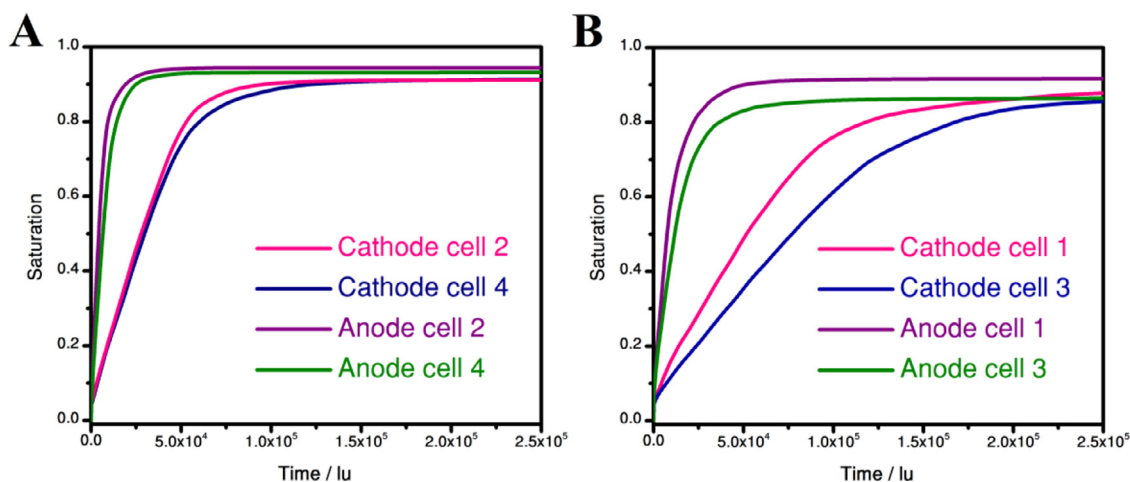 A
B
1.0
0.8
0.6
0.4
0.2
0.0
Saturation
Cathode cell 2
Cathode cell 4
Anode cell 2
Anode cell 4
0.0 5.0x10⁴ 1.0x10⁵ 1.5x10⁵ 2.0x10⁵ 2.5x10⁵
Time / lu
1.0
0.8
0.6
0.4
0.2
0.0
Saturation
Cathode cell 1
Cathode cell 3
Anode cell 1
Anode cell 3
0.0 5.0x10⁴ 1.0x10⁵ 1.5x10⁵ 2.0x10⁵ 2.5x10⁵
Time / lu